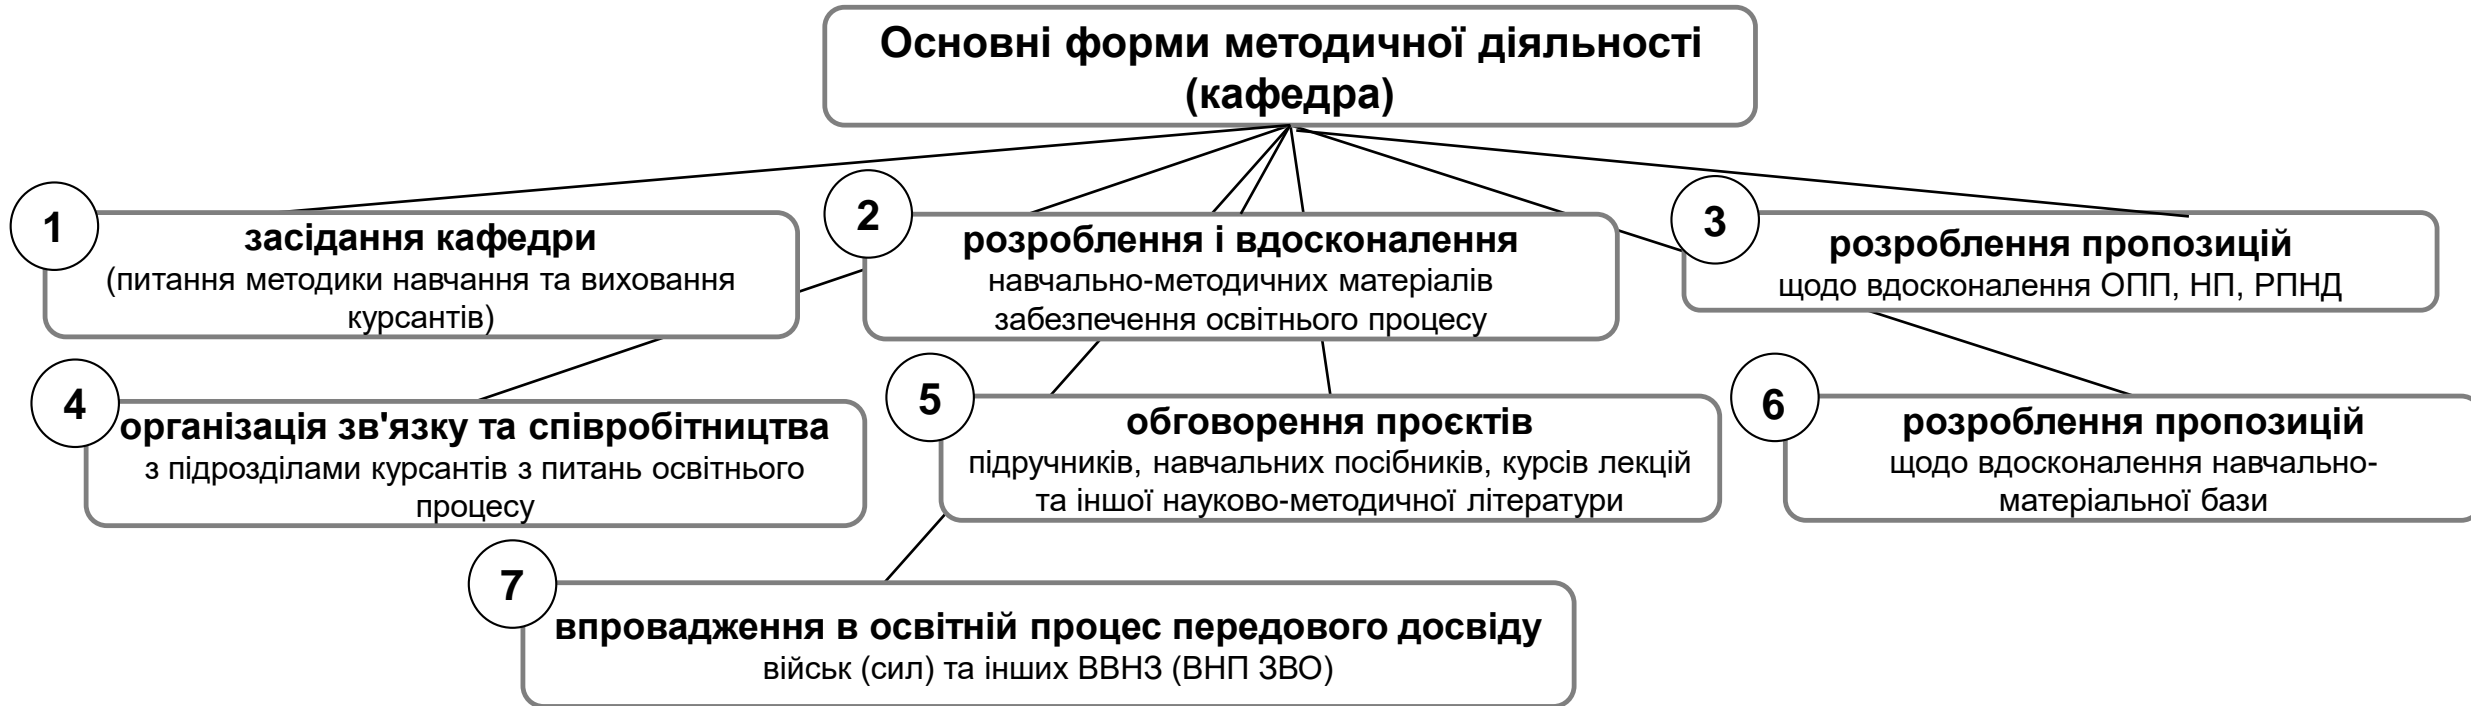 Основні форми методичної діяльності
(кафедра)
1
засідання кафедри
(питання методики навчання та виховання
курсантів)
2
розроблення і вдосконалення
навчально-методичних матеріалів
забезпечення освітнього процесу
3
розроблення пропозицій
щодо вдосконалення ОПП, НП, РПНД
4
організація зв'язку та співробітництва
з підрозділами курсантів з питань освітнього
процесу
5
обговорення проєктів
підручників, навчальних посібників, курсів лекцій
та іншої науково-методичної літератури
6
розроблення пропозицій
щодо вдосконалення навчально-
матеріальної бази
7
впровадження в освітній процес передового досвіду
військ (сил) та інших ВВНЗ (ВНП ЗВО)